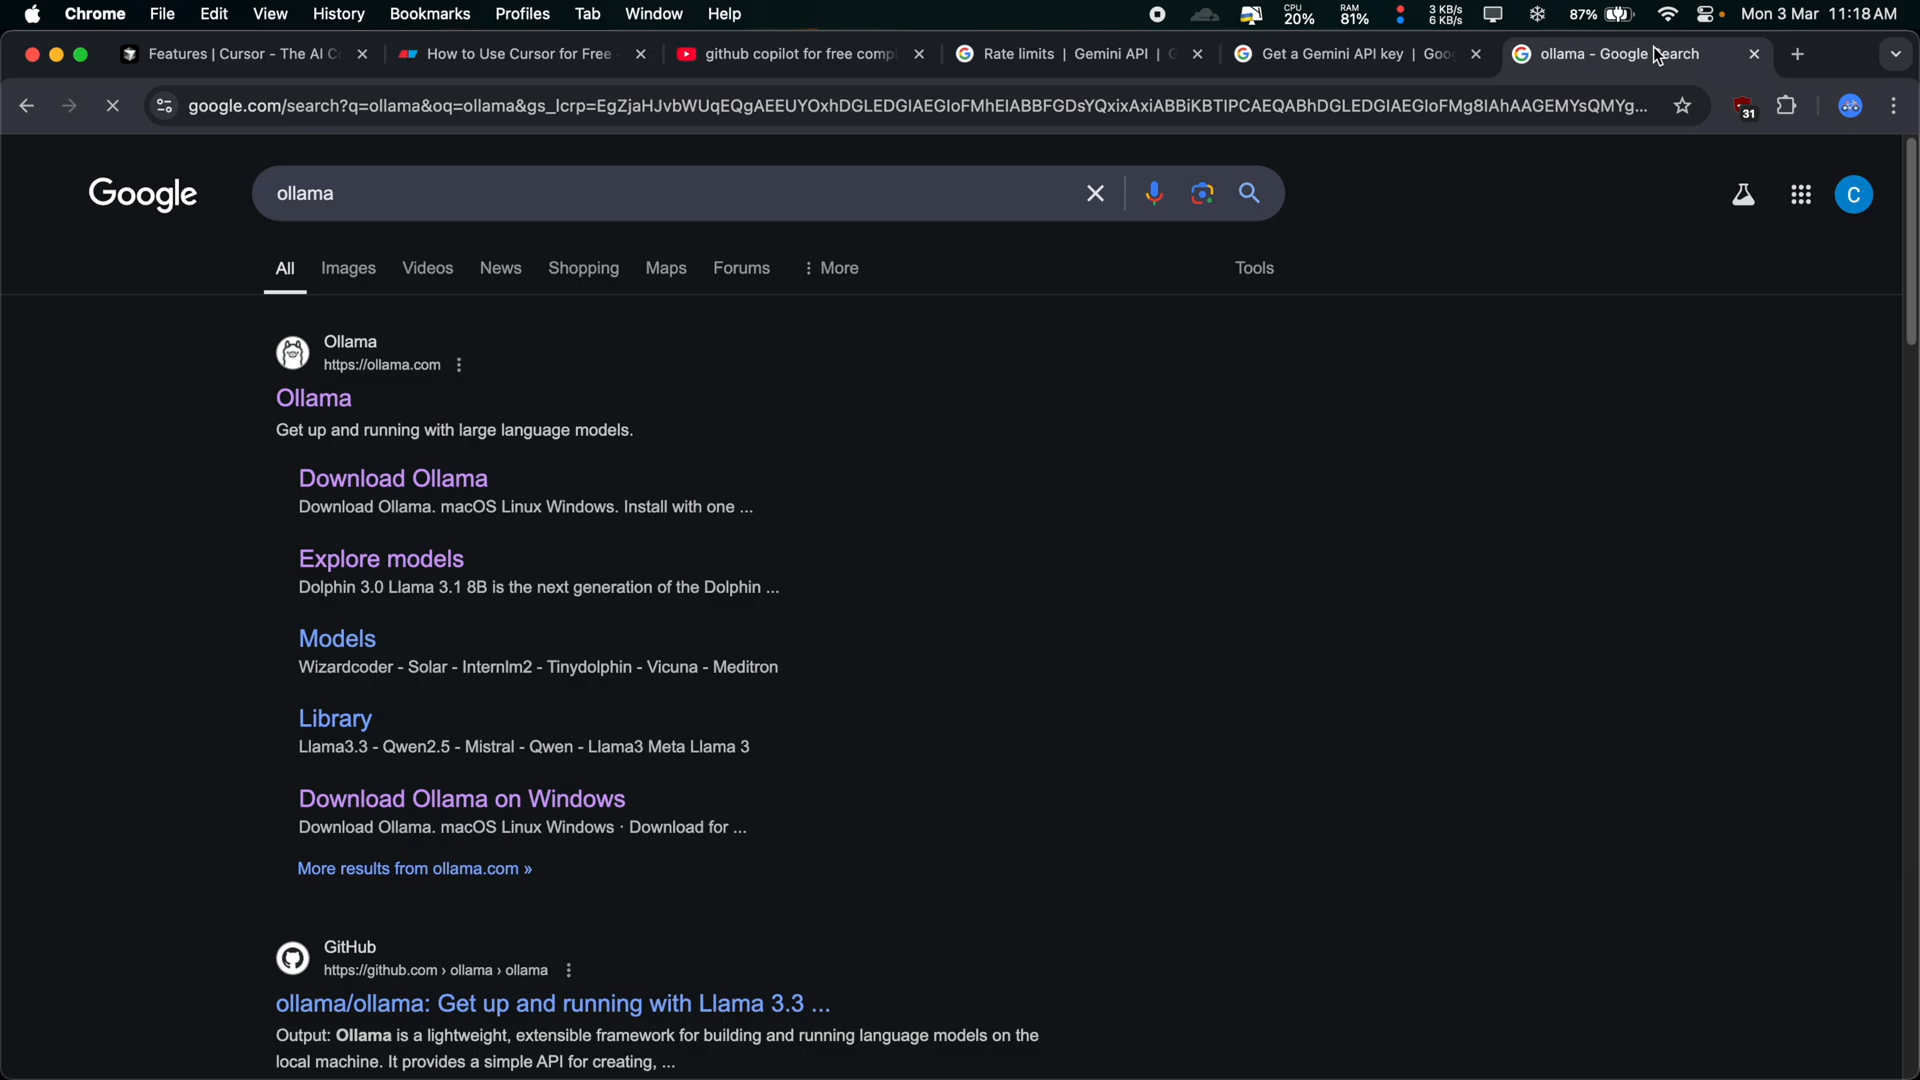 Chrome File Edit View History Bookmarks Profiles Tab Window Help CPU 20% RAM 81% 3 KB/s 6 KB/s 87% Mon 3 Mar 11:18 AM
Features | Cursor - The AI C How to Use Cursor for Free - github copilot for free compl Rate limits | Gemini API | G Get a Gemini API key | Goo ollama - Google Search
google.com/search?q=ollama&oq=ollama&gs_lcrp=EgZjaHJvbWUqEQgAEEUYOxhDGLEDGIAEGIoFMhEIABBFGDsYQxixAxiABBiKBTIPCAEQABhDGLEDGIAEGIoFMg8IAhAAGEMYsQMYg... 31
Google ollama C
All Images Videos News Shopping Maps Forums More Tools
Ollama
https://ollama.com
Ollama
Get up and running with large language models.
Download Ollama
Download Ollama. macOS Linux Windows. Install with one ...
Explore models
Dolphin 3.0 Llama 3.1 8B is the next generation of the Dolphin ...
Models
Wizardcoder - Solar - Internlm2 - Tinydolphin - Vicuna - Meditron
Library
Llama3.3 - Qwen2.5 - Mistral - Qwen - Llama3 Meta Llama 3
Download Ollama on Windows
Download Ollama. macOS Linux Windows · Download for ...
More results from ollama.com »
GitHub
https://github.com › ollama › ollama
ollama/ollama: Get up and running with Llama 3.3 ...
Output: Ollama is a lightweight, extensible framework for building and running language models on the
local machine. It provides a simple API for creating, ...